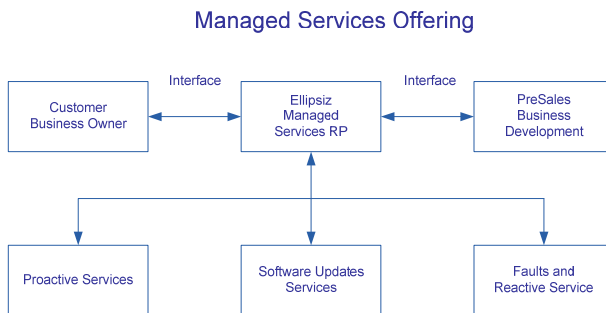 Managed Services Offering
Interface
Interface
Customer
Business Owner
Ellipsiz
Managed
Services RP
PreSales
Business
Development
Proactive Services
Software Updates
Services
Faults and
Reactive Service